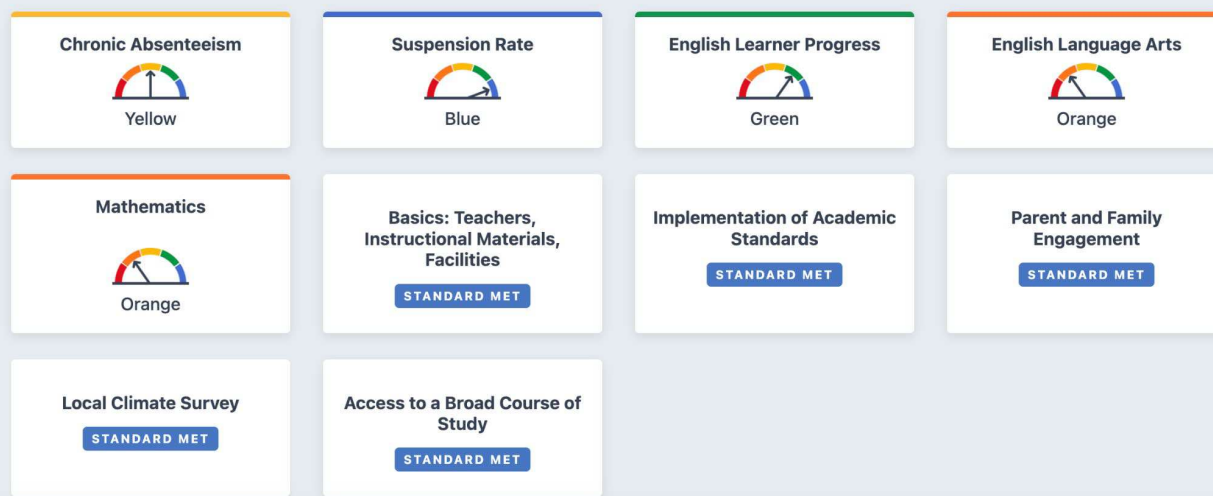 Chronic Absenteeism
Yellow
Suspension Rate
Blue
English Learner Progress
Green
English Language Arts
Orange
Mathematics
Orange
Basics: Teachers,
Instructional Materials,
Facilities
STANDARD MET
Implementation of Academic
Standards
STANDARD MET
Parent and Family
Engagement
STANDARD MET
Local Climate Survey
STANDARD MET
Access to a Broad Course of
Study
STANDARD MET